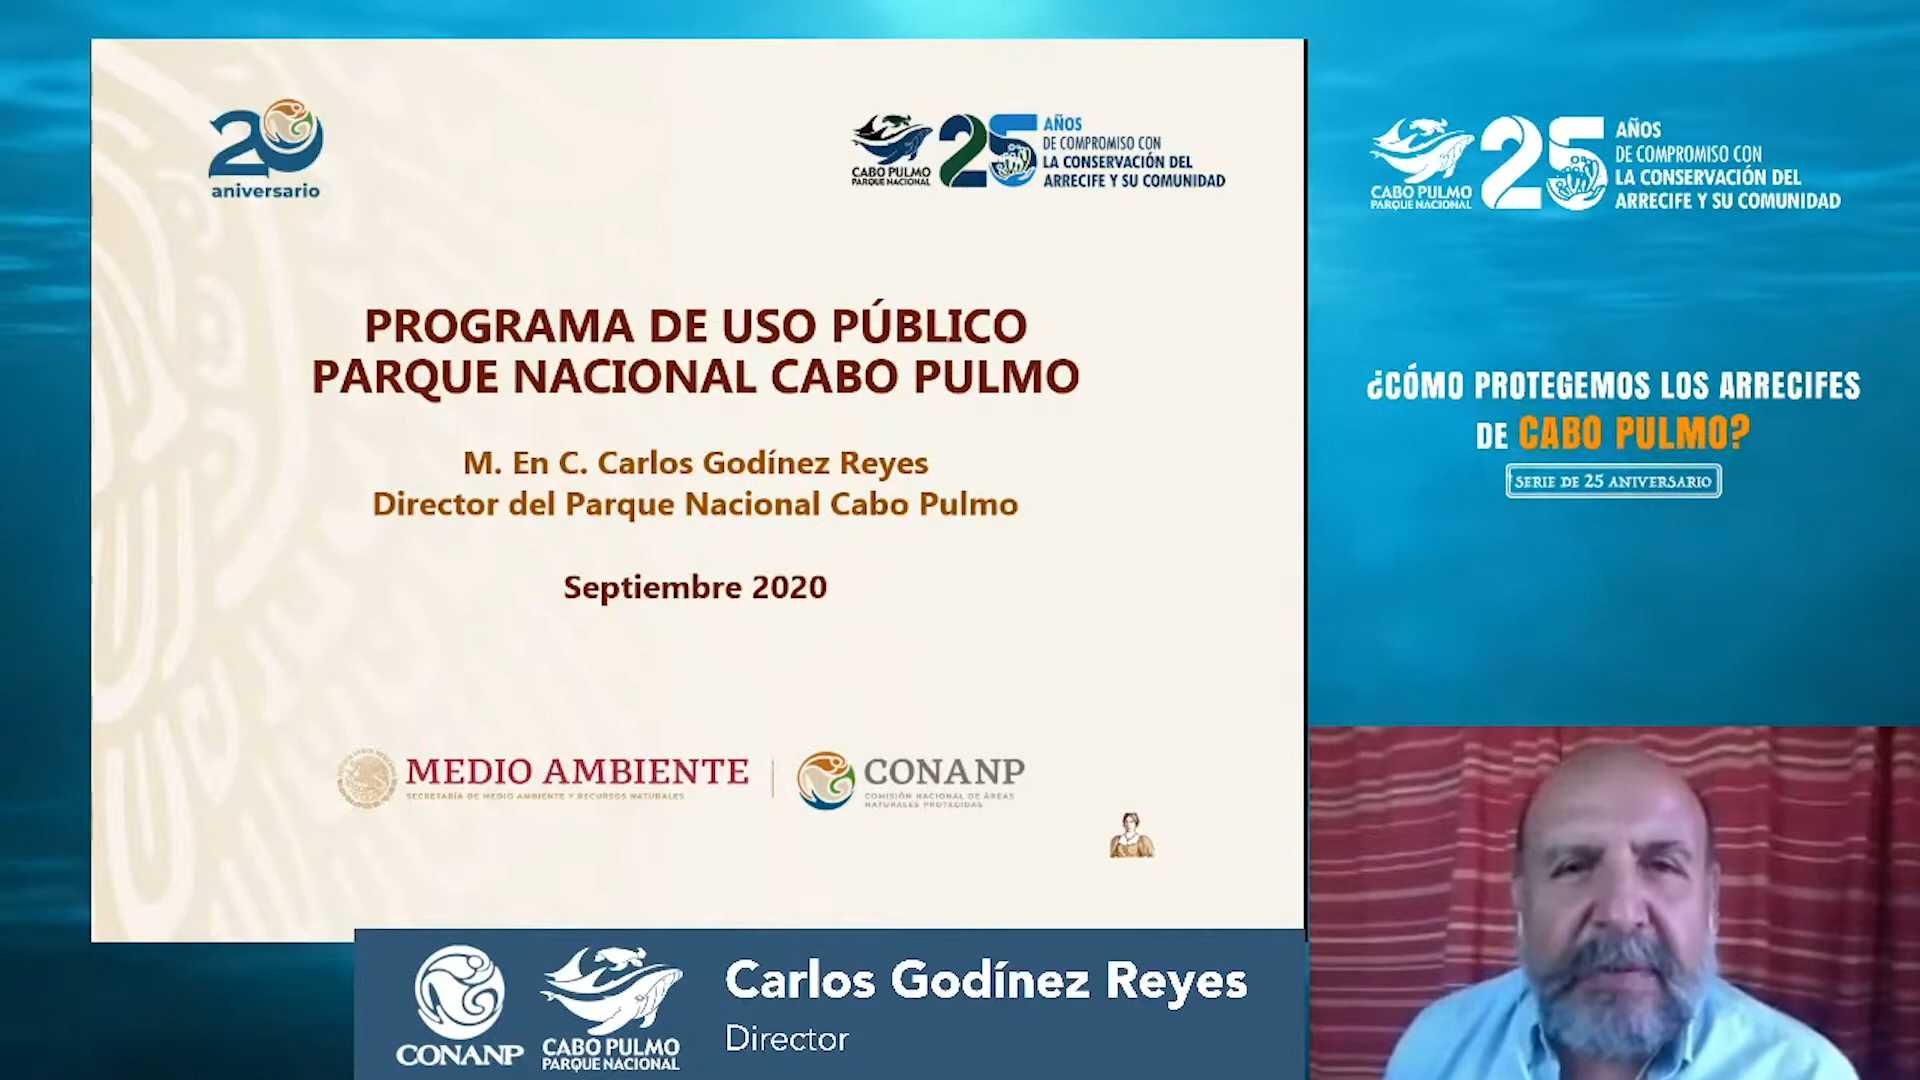 20
aniversario
CABO PULMO
PARQUE NACIONAL
25
AÑOS
DE COMPROMISO CON
LA CONSERVACIÓN DEL
ARRECIFE Y SU COMUNIDAD
PROGRAMA DE USO PÚBLICO
PARQUE NACIONAL CABO PULMO
M. En C. Carlos Godínez Reyes
Director del Parque Nacional Cabo Pulmo
Septiembre 2020
MEDIO AMBIENTE
SECRETARÍA DE MEDIO AMBIENTE Y RECURSOS NATURALES
CONANP
COMISIÓN NACIONAL DE ÁREAS
NATURALES PROTEGIDAS
CABO PULMO
PARQUE NACIONAL
25
AÑOS
DE COMPROMISO CON
LA CONSERVACIÓN DEL
ARRECIFE Y SU COMUNIDAD
¿CÓMO PROTEGEMOS LOS ARRECIFES
DE CABO PULMO?
SERIE DE 25 ANIVERSARIO
CONANP
CABO PULMO
PARQUE NACIONAL
Carlos Godínez Reyes
Director